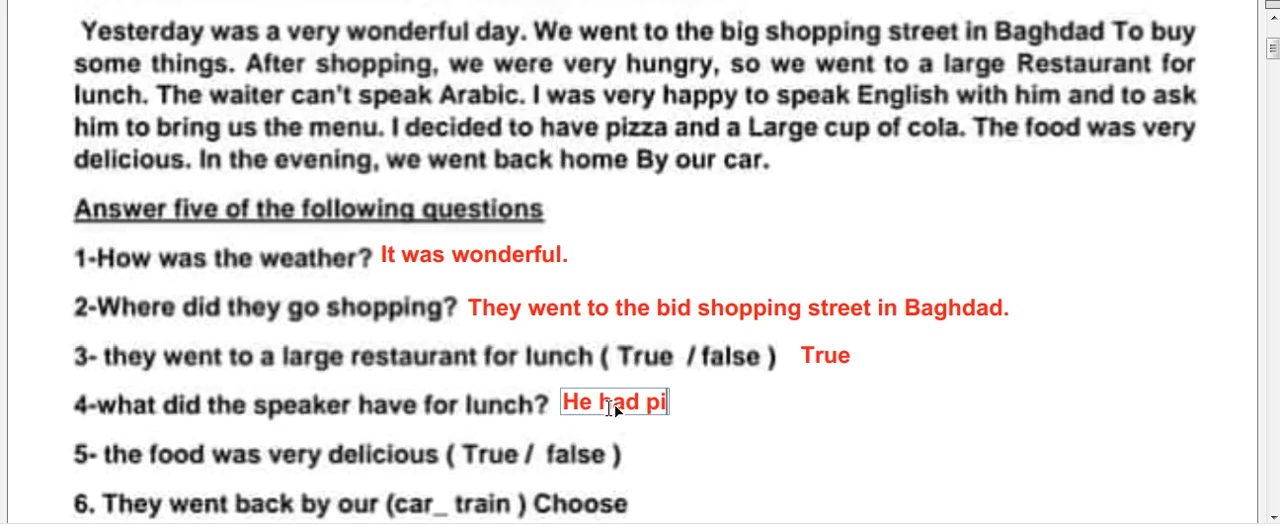 Yesterday was a very wonderful day. We went to the big shopping street in Baghdad To buy
some things. After shopping, we were very hungry, so we went to a large Restaurant for
lunch. The waiter can't speak Arabic. I was very happy to speak English with him and to ask
him to bring us the menu. I decided to have pizza and a Large cup of cola. The food was very
delicious. In the evening, we went back home By our car.
Answer five of the following questions
1-How was the weather? It was wonderful.
2-Where did they go shopping? They went to the bid shopping street in Baghdad.
3- they went to a large restaurant for lunch ( True / false ) True
4-what did the speaker have for lunch? He had pi
5- the food was very delicious ( True / false )
6. They went back by our (car_ train ) Choose